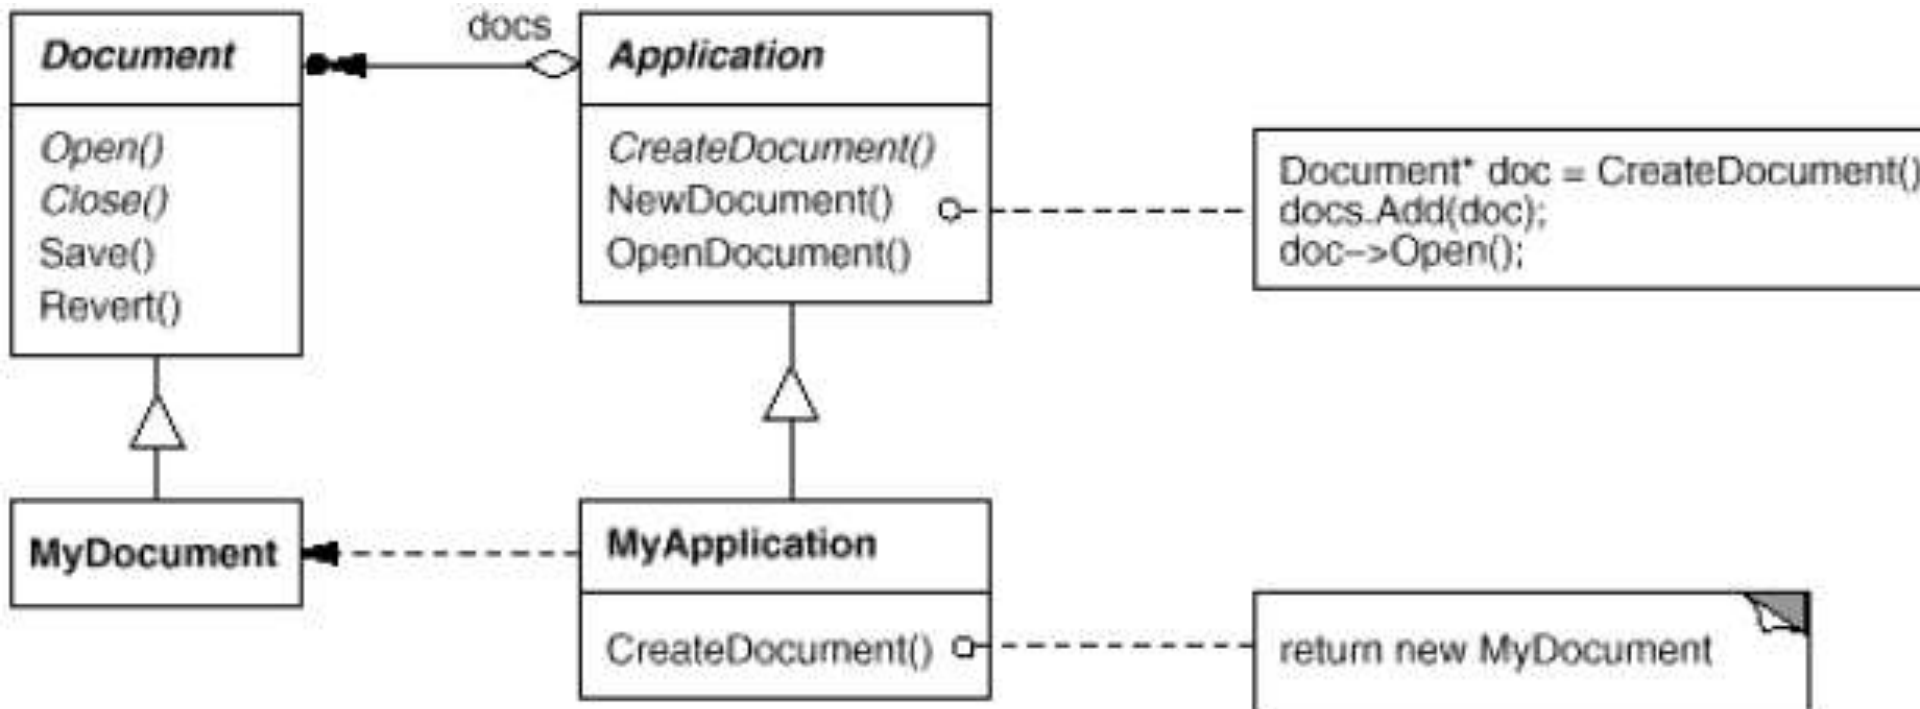 docs
Document
Open()
Close()
Save()
Revert()
Application
CreateDocument()
NewDocument()
OpenDocument()
Document* doc = CreateDocument()
docs.Add(doc);
doc->Open();
MyDocument
MyApplication
CreateDocument()
return new MyDocument